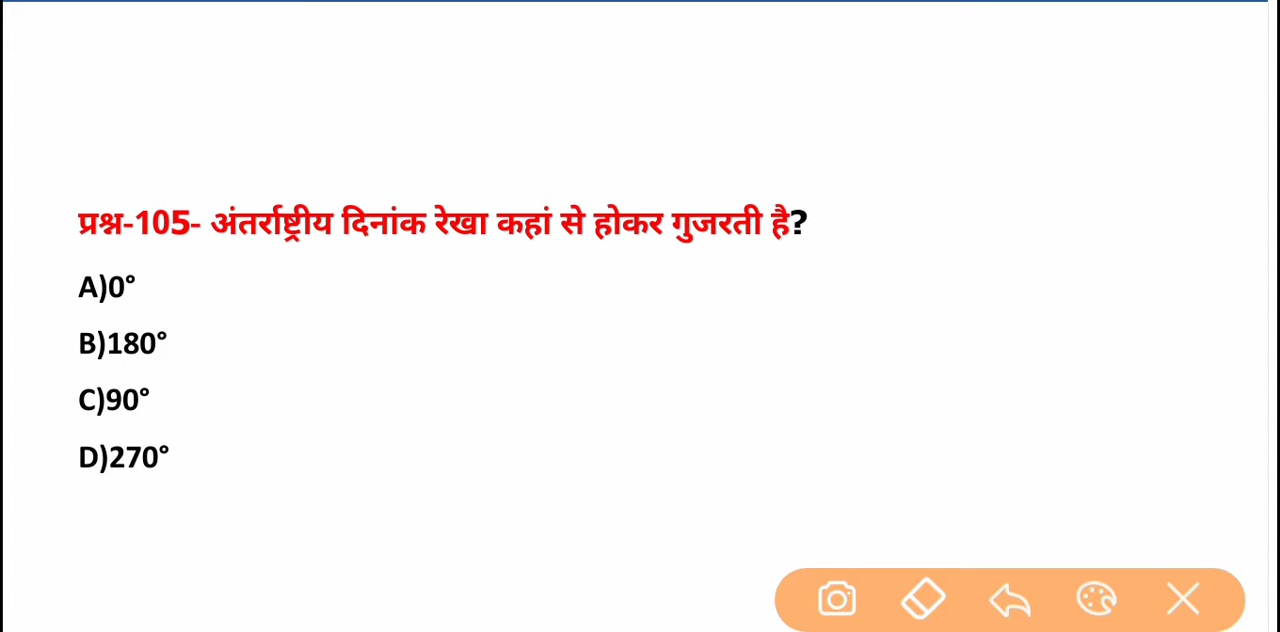 प्रश्न-105- अंतर्राष्ट्रीय दिनांक रेखा कहां से होकर गुजरती है?
A)0°
B)180°
C)90°
D)270°